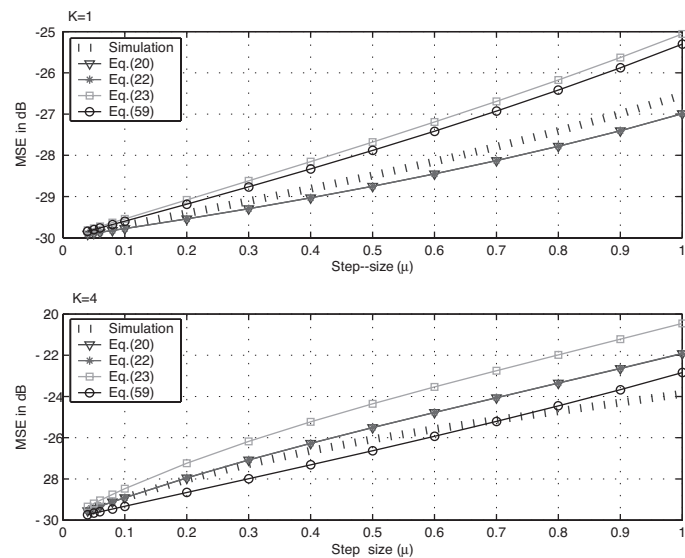 K=1
-25
-26
-27
-28
-29
-30
MSE in dB
Simulation
Eq.(20)
Eq.(22)
Eq.(23)
Eq.(59)
0 0.1 0.2 0.3 0.4 0.5 0.6 0.7 0.8 0.9 1
Step--size (μ)
K=4
20
- 22
-24
-26
28
- 30
MSE in dB
Simulation
Eq.(20)
Eq.(22)
Eq.(23)
Eq.(59)
0 0.1 0.2 0.3 0.4 0.5 0.6 0.7 0.8 0.9 1
Step size (μ)